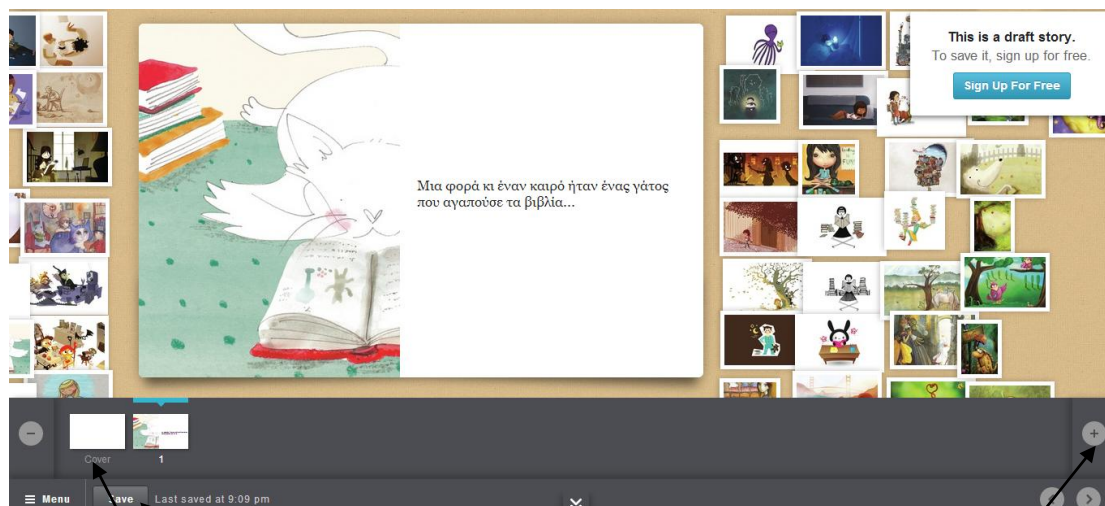 This is a draft story.
To save it, sign up for free.
Sign Up For Free
Μια φορά κι έναν καιρό ήταν ένας γάτος
που αγαπούσε τα βιβλία...
Cover
1
Menu
Save
Last saved at 9:09 pm